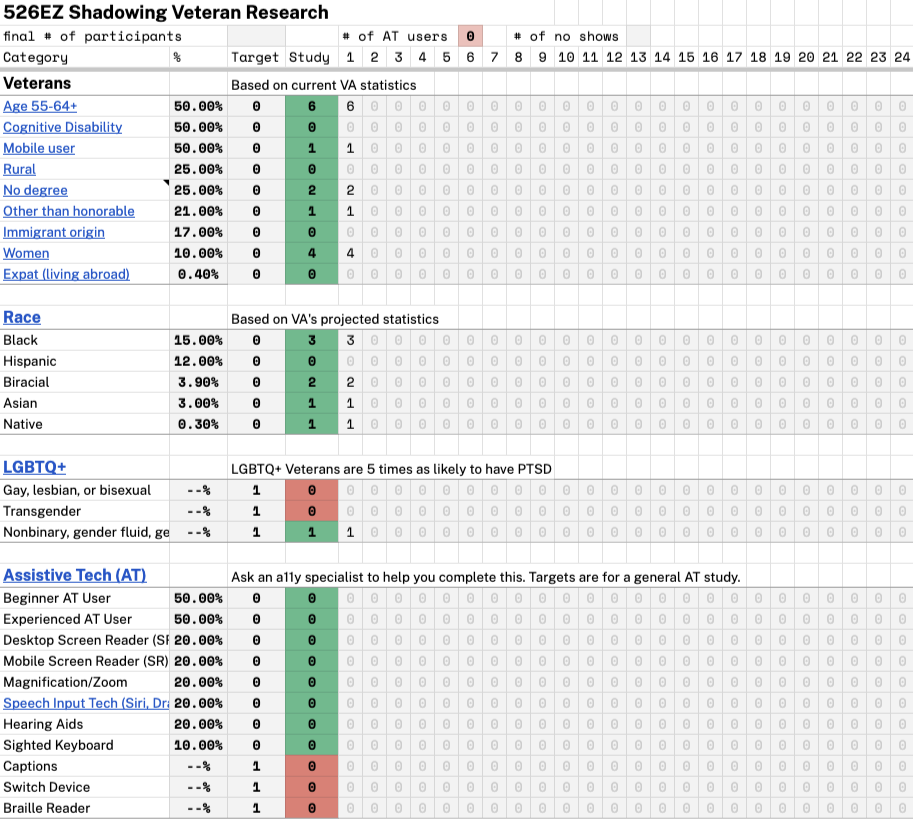 526EZ Shadowing Veteran Research
final # of participants # of AT users 0 # of no shows
Category % Target Study 1 2 3 4 5 6 7 8 9 10 11 12 13 14 15 16 17 18 19 20 21 22 23 24
Veterans Based on current VA statistics
Age 55-64+ 50.00% 0 6 6 0 0 0 0 0 0 0 0 0 0 0 0 0 0 0 0 0 0 0 0 0 0 0
Cognitive Disability 50.00% 0 0 0 0 0 0 0 0 0 0 0 0 0 0 0 0 0 0 0 0 0 0 0 0 0 0
Mobile user 50.00% 0 1 1 0 0 0 0 0 0 0 0 0 0 0 0 0 0 0 0 0 0 0 0 0 0 0
Rural 25.00% 0 0 0 0 0 0 0 0 0 0 0 0 0 0 0 0 0 0 0 0 0 0 0 0 0 0
No degree 25.00% 0 2 2 0 0 0 0 0 0 0 0 0 0 0 0 0 0 0 0 0 0 0 0 0 0 0
Other than honorable 21.00% 0 1 1 0 0 0 0 0 0 0 0 0 0 0 0 0 0 0 0 0 0 0 0 0 0 0
Immigrant origin 17.00% 0 0 0 0 0 0 0 0 0 0 0 0 0 0 0 0 0 0 0 0 0 0 0 0 0 0
Women 10.00% 0 4 4 0 0 0 0 0 0 0 0 0 0 0 0 0 0 0 0 0 0 0 0 0 0 0
Expat (living abroad) 0.40% 0 0 0 0 0 0 0 0 0 0 0 0 0 0 0 0 0 0 0 0 0 0 0 0 0 0
Race Based on VA's projected statistics
Black 15.00% 0 3 3 0 0 0 0 0 0 0 0 0 0 0 0 0 0 0 0 0 0 0 0 0 0 0
Hispanic 12.00% 0 0 0 0 0 0 0 0 0 0 0 0 0 0 0 0 0 0 0 0 0 0 0 0 0 0
Biracial 3.90% 0 2 2 0 0 0 0 0 0 0 0 0 0 0 0 0 0 0 0 0 0 0 0 0 0 0
Asian 3.00% 0 1 1 0 0 0 0 0 0 0 0 0 0 0 0 0 0 0 0 0 0 0 0 0 0 0
Native 0.30% 0 1 1 0 0 0 0 0 0 0 0 0 0 0 0 0 0 0 0 0 0 0 0 0 0 0
LGBTQ+ LGBTQ+ Veterans are 5 times as likely to have PTSD
Gay, lesbian, or bisexual --% 1 0 0 0 0 0 0 0 0 0 0 0 0 0 0 0 0 0 0 0 0 0 0 0 0 0
Transgender --% 1 0 0 0 0 0 0 0 0 0 0 0 0 0 0 0 0 0 0 0 0 0 0 0 0 0
Nonbinary, gender fluid, ge --% 1 1 1 0 0 0 0 0 0 0 0 0 0 0 0 0 0 0 0 0 0 0 0 0 0 0
Assistive Tech (AT) Ask an a11y specialist to help you complete this. Targets are for a general AT study.
Beginner AT User 50.00% 0 0 0 0 0 0 0 0 0 0 0 0 0 0 0 0 0 0 0 0 0 0 0 0 0 0
Experienced AT User 50.00% 0 0 0 0 0 0 0 0 0 0 0 0 0 0 0 0 0 0 0 0 0 0 0 0 0 0
Desktop Screen Reader (SR 20.00% 0 0 0 0 0 0 0 0 0 0 0 0 0 0 0 0 0 0 0 0 0 0 0 0 0 0
Mobile Screen Reader (SR) 20.00% 0 0 0 0 0 0 0 0 0 0 0 0 0 0 0 0 0 0 0 0 0 0 0 0 0 0
Magnification/Zoom 20.00% 0 0 0 0 0 0 0 0 0 0 0 0 0 0 0 0 0 0 0 0 0 0 0 0 0 0
Speech Input Tech (Siri, Dra 20.00% 0 0 0 0 0 0 0 0 0 0 0 0 0 0 0 0 0 0 0 0 0 0 0 0 0 0
Hearing Aids 20.00% 0 0 0 0 0 0 0 0 0 0 0 0 0 0 0 0 0 0 0 0 0 0 0 0 0 0
Sighted Keyboard 10.00% 0 0 0 0 0 0 0 0 0 0 0 0 0 0 0 0 0 0 0 0 0 0 0 0 0 0
Captions --% 1 0 0 0 0 0 0 0 0 0 0 0 0 0 0 0 0 0 0 0 0 0 0 0 0 0
Switch Device --% 1 0 0 0 0 0 0 0 0 0 0 0 0 0 0 0 0 0 0 0 0 0 0 0 0 0
Braille Reader --% 1 0 0 0 0 0 0 0 0 0 0 0 0 0 0 0 0 0 0 0 0 0 0 0 0 0